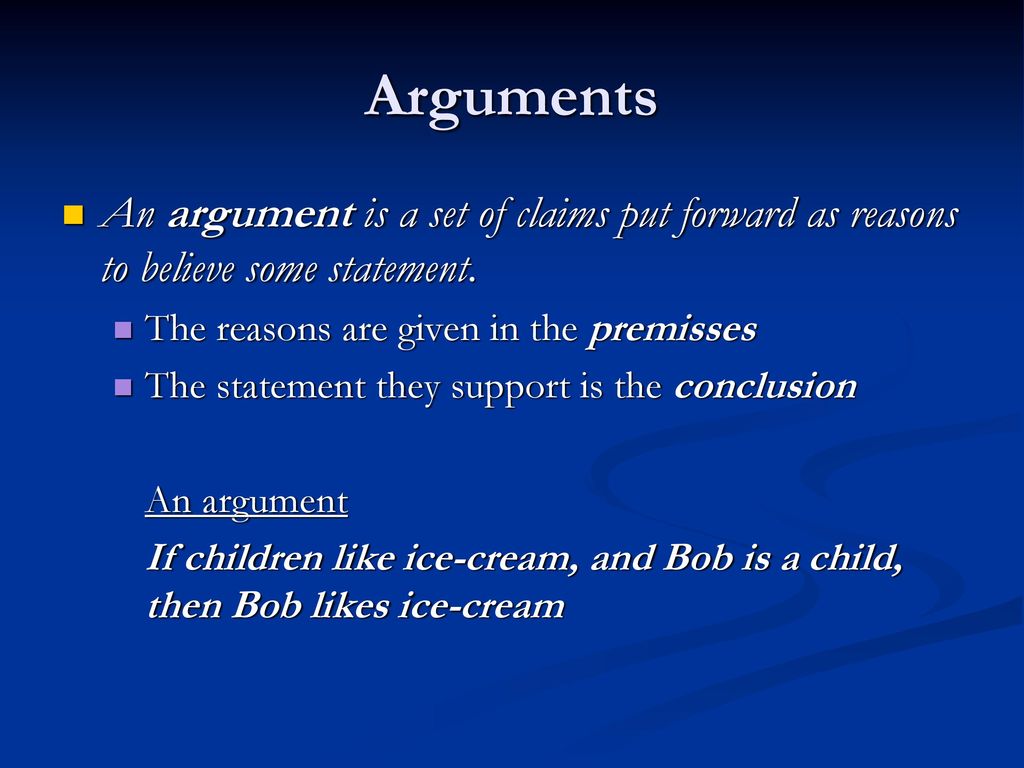 Arguments
An argument is a set of claims put forward as reasons
to believe some statement.
The reasons are given in the premisses
The statement they support is the conclusion
An argument
If children like ice-cream, and Bob is a child,
then Bob likes ice-cream